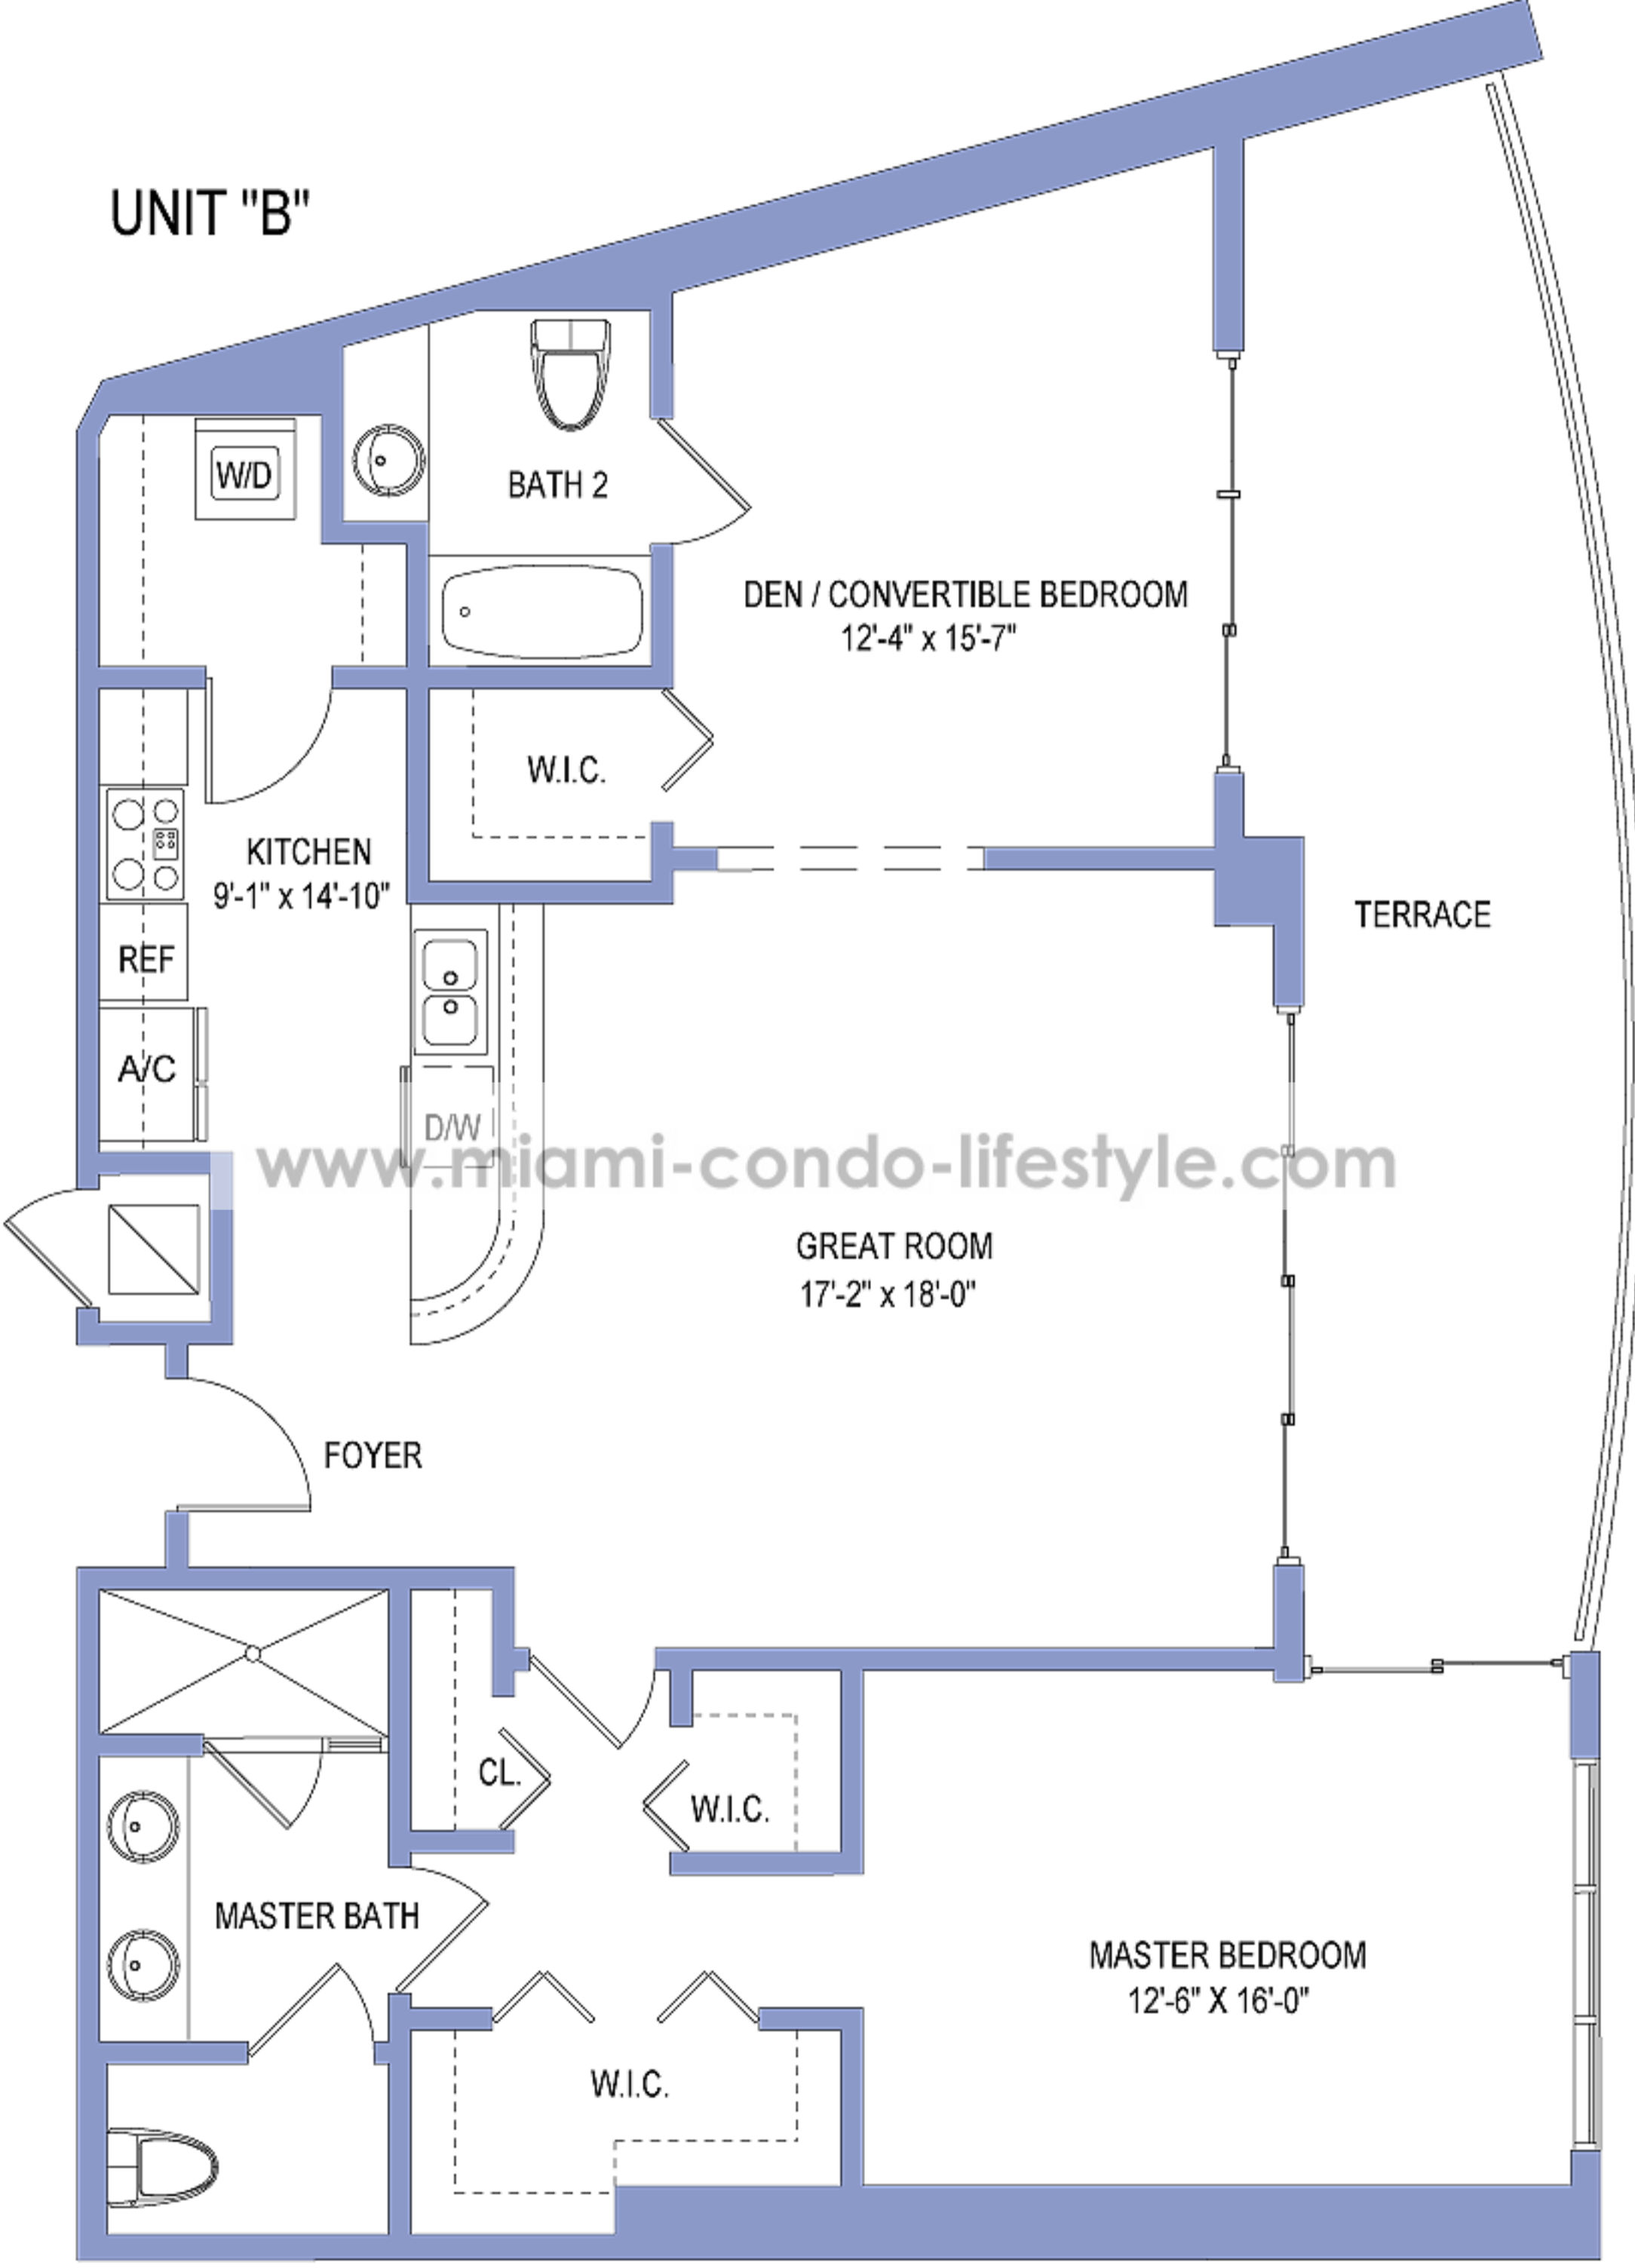 UNIT "B"
W/D
BATH 2
DEN / CONVERTIBLE BEDROOM
12'-4" x 15'-7"
W.I.C.
KITCHEN
9'-1" x 14'-10"
TERRACE
REF
A/C
D/W
www.miami-condo-lifestyle.com
GREAT ROOM
17'-2" x 18'-0"
FOYER
CL.
W.I.C.
MASTER BATH
MASTER BEDROOM
12'-6" X 16'-0"
W.I.C.